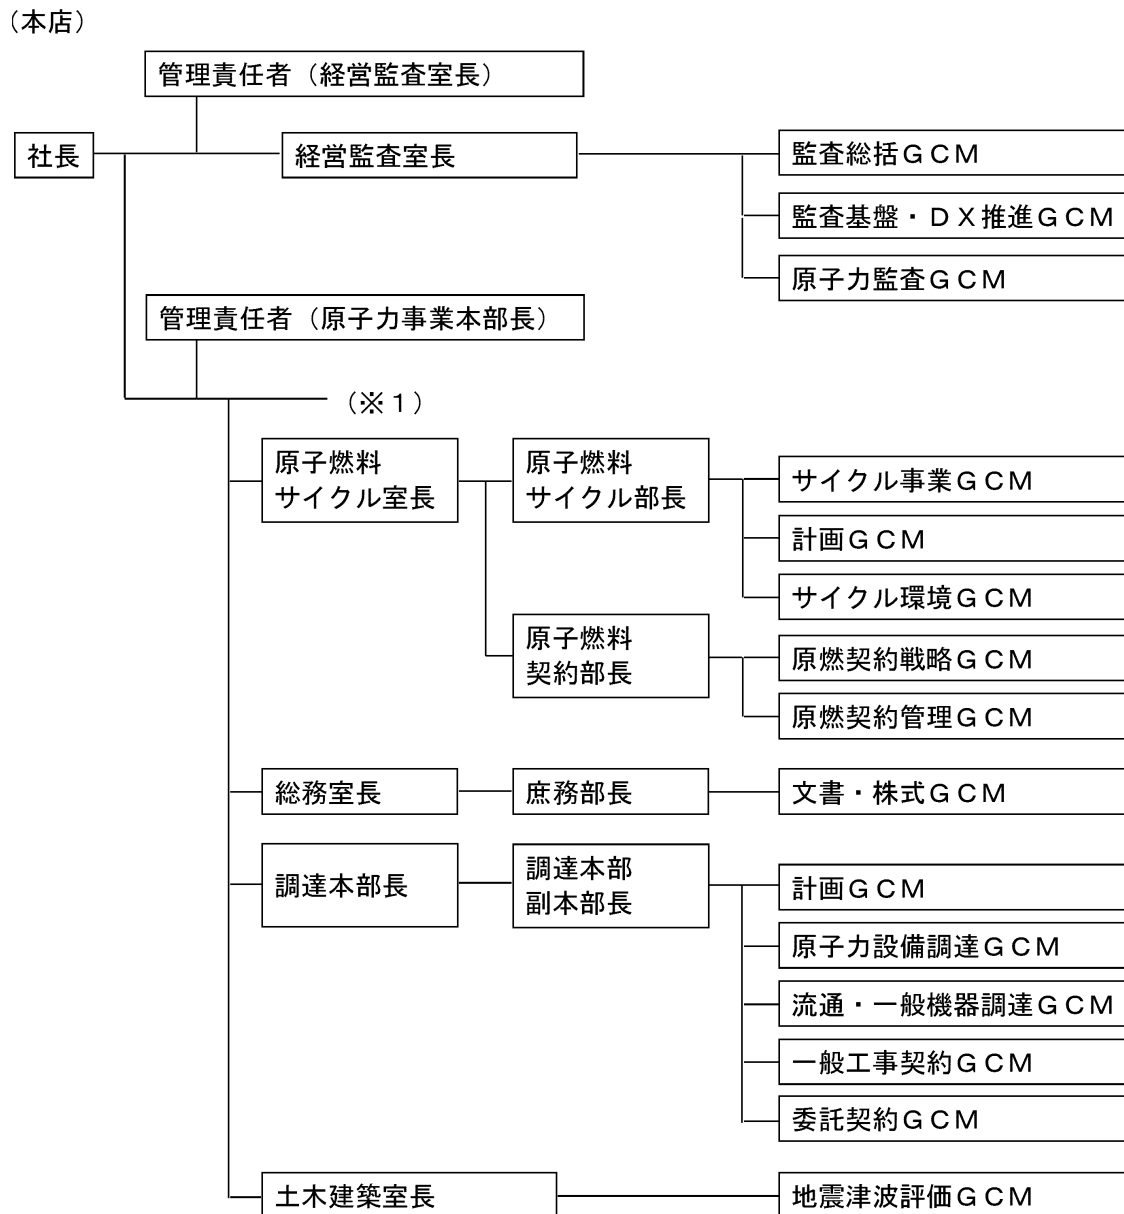 （本店）
管理責任者（経営監査室長）
社長
経営監査室長
監査総括ＧＣＭ
監査基盤・ＤＸ推進ＧＣＭ
原子力監査ＧＣＭ
管理責任者（原子力事業本部長）
（※１）
原子燃料
サイクル室長
原子燃料
サイクル部長
サイクル事業ＧＣＭ
計画ＧＣＭ
サイクル環境ＧＣＭ
原子燃料
契約部長
原燃契約戦略ＧＣＭ
原燃契約管理ＧＣＭ
総務室長
庶務部長
文書・株式ＧＣＭ
調達本部長
調達本部
副本部長
計画ＧＣＭ
原子力設備調達ＧＣＭ
流通・一般機器調達ＧＣＭ
一般工事契約ＧＣＭ
委託契約ＧＣＭ
土木建築室長
地震津波評価ＧＣＭ